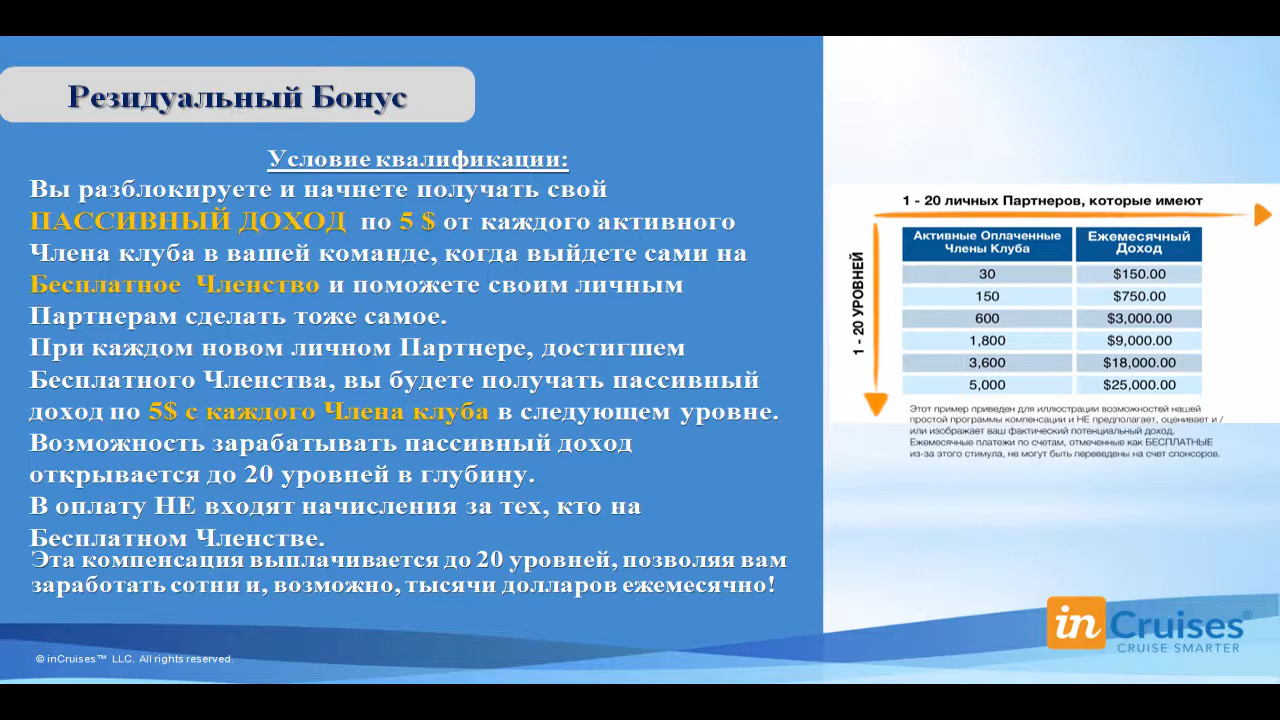 Резидуальный Бонус
Условие квалификации:
Вы разблокируете и начнете получать свой
ПАССИВНЫЙ ДОХОД по 5 $ от каждого активного
Члена клуба в вашей команде, когда выйдете сами на
Бесплатное Членство и поможете своим личным
Партнерам сделать тоже самое.
При каждом новом личном Партнере, достигшем
Бесплатного Членства, вы будете получать пассивный
доход по 5$ с каждого Члена клуба в следующем уровне.
Возможность зарабатывать пассивный доход
открывается до 20 уровней в глубину.
В оплату НЕ входят начисления за тех, кто на
Бесплатном Членстве.
Эта компенсация выплачивается до 20 уровней, позволяя вам
заработать сотни и, возможно, тысячи долларов ежемесячно!
© inCruises™ LLC. All rights reserved.
1 - 20 личных Партнеров, которые имеют
1 - 20 УРОВНЕЙ
Активные Оплаченные Члены Клуба | Ежемесячный Доход
30 $150.00
150 $750.00
600 $3,000.00
1,800 $9,000.00
3,600 $18,000.00
5,000 $25,000.00
Этот пример приведен для иллюстрации возможностей нашей
простой программы компенсации и НЕ предполагает, оценивает и /
или изображает ваш фактический потенциальный доход.
Ежемесячные платежи по счетам, отмеченные как БЕСПЛАТНЫЕ
из-за этого стимула, не могут быть переведены на счет спонсоров.
inCruises®
CRUISE SMARTER